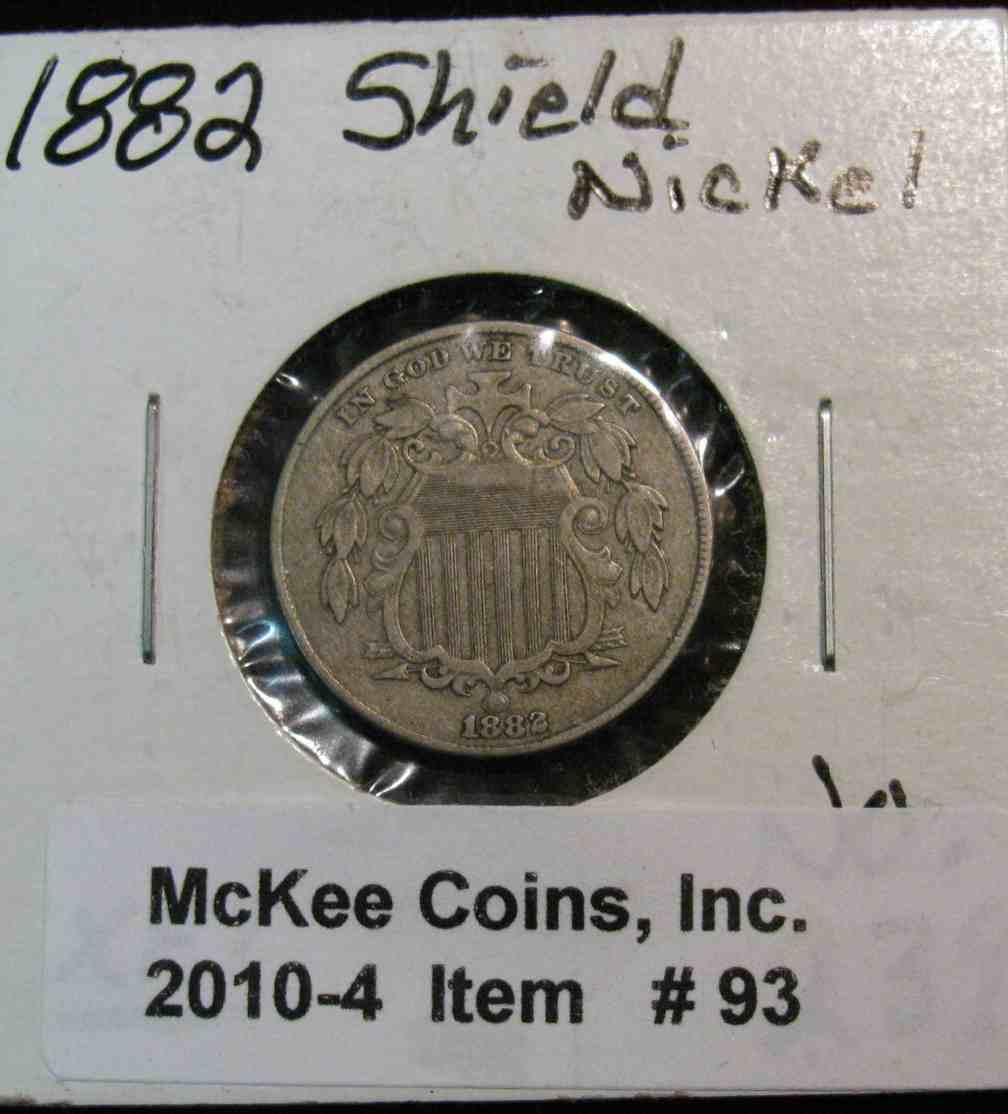 1882 Shield
Nickel
IN GOD WE TRUST
1882
McKee Coins, Inc.
2010-4 Item # 93